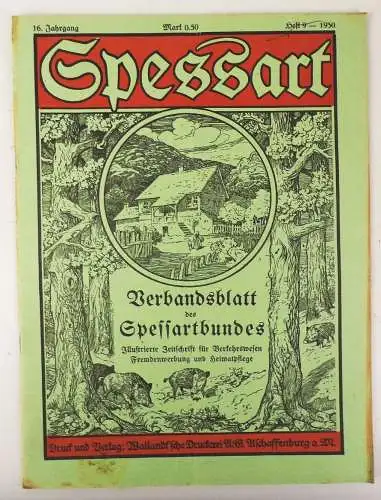 16. Jahrgang Mark 0.50 Heft 9 — 1930
Spessart
Verbandsblatt
des
Spessartbundes
Illustrierte Zeitschrift für Verkehrswesen
Fremdenwerbung und Heimatpflege
Druck und Verlag: Wailandt'sche Druckerei A.G. Aschaffenburg a. M.